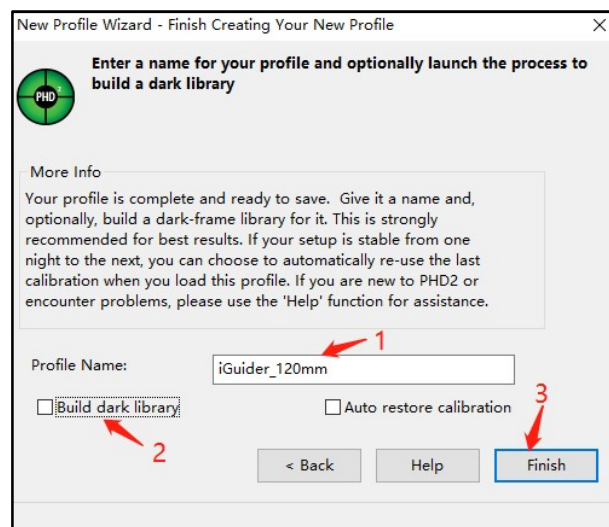 New Profile Wizard - Finish Creating Your New Profile
Enter a name for your profile and optionally launch the process to
build a dark library
PHD2
More Info
Your profile is complete and ready to save.  Give it a name and,
optionally, build a dark-frame library for it. This is strongly
recommended for best results. If your setup is stable from one
night to the next, you can choose to automatically re-use the last
calibration when you load this profile. If you are new to PHD2 or
encounter problems, please use the 'Help' function for assistance.
1
Profile Name: iGuider_120mm
Build dark library Auto restore calibration 3
2
< Back Help Finish